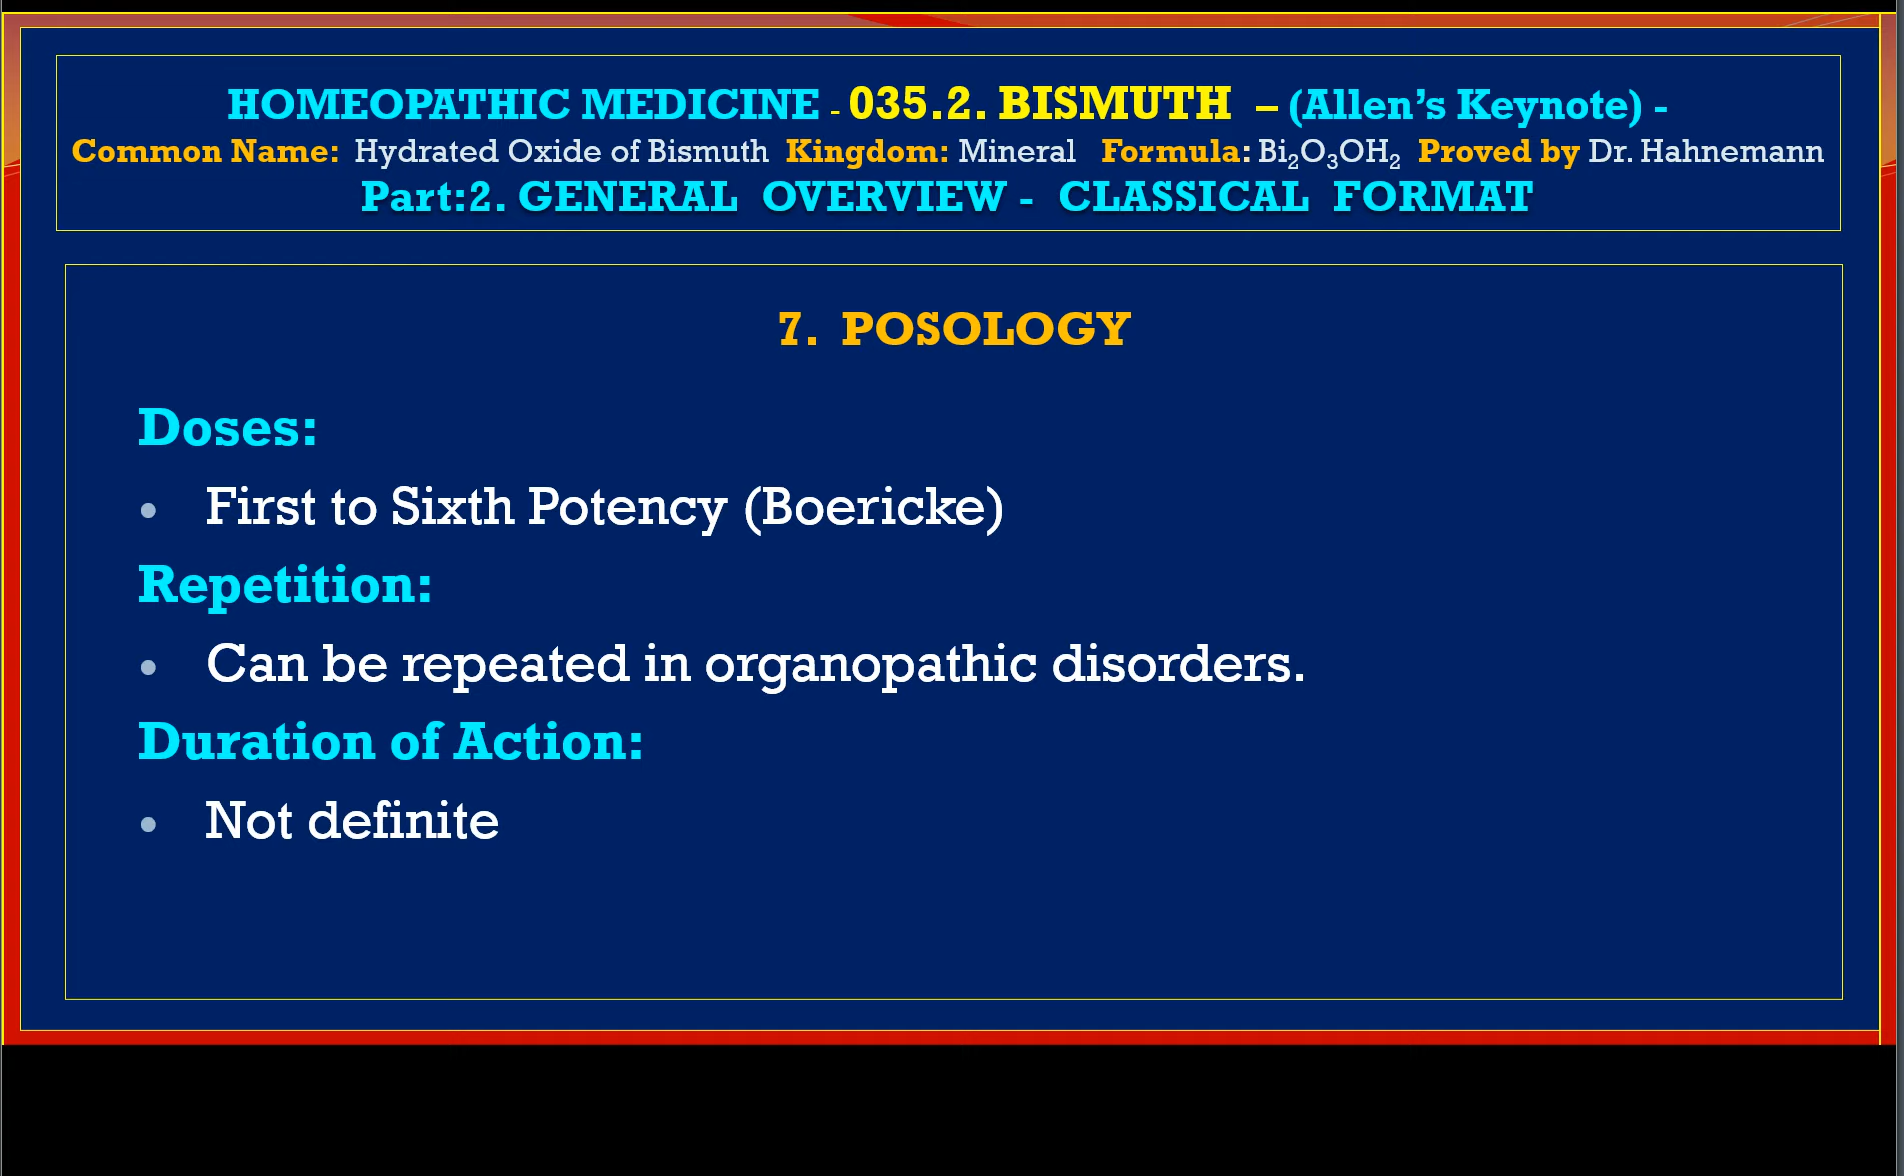 HOMEOPATHIC MEDICINE - 035.2. BISMUTH – (Allen’s Keynote) -
Common Name: Hydrated Oxide of Bismuth Kingdom: Mineral Formula: Bi₂O₃OH₂ Proved by Dr. Hahnemann
Part:2. GENERAL OVERVIEW - CLASSICAL FORMAT
7. POSOLOGY
Doses:
• First to Sixth Potency (Boericke)
Repetition:
• Can be repeated in organopathic disorders.
Duration of Action:
• Not definite